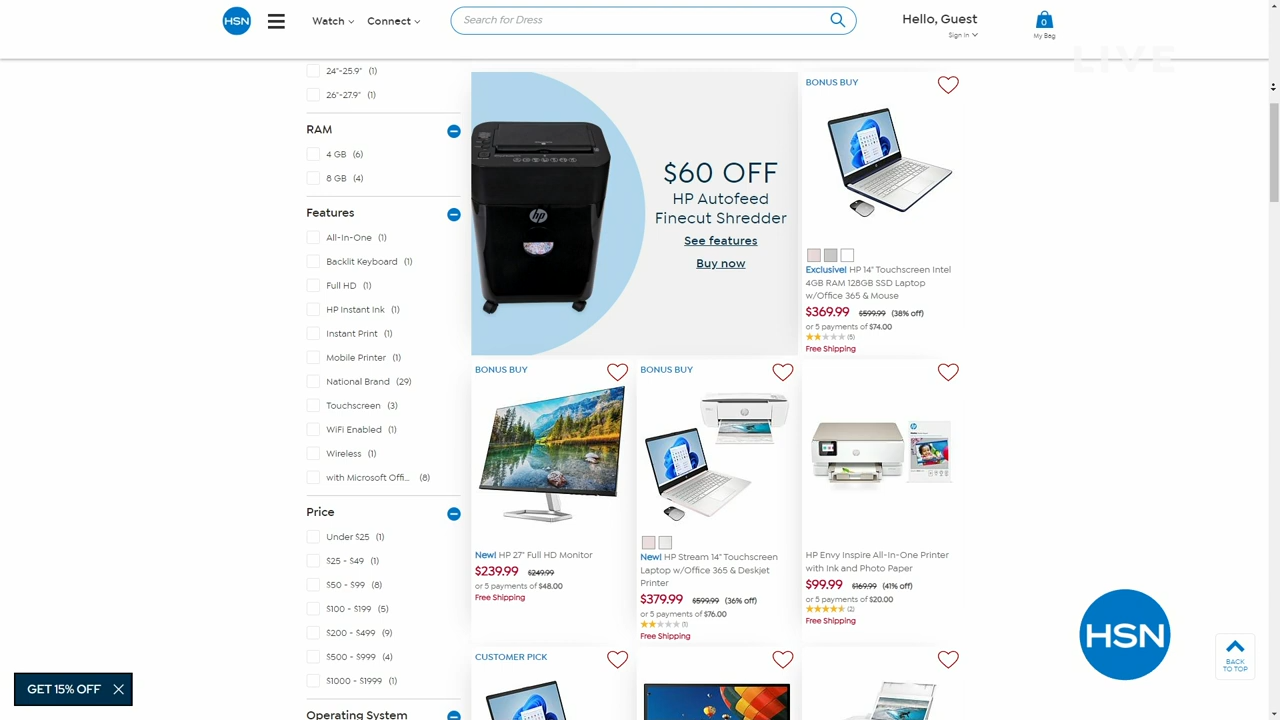 HSN
Watch
Connect
Search for Dress
Hello, Guest
Sign In
0
My Bag
LIVE
24"-25.9" (1)
26"-27.9" (1)
RAM
4 GB (6)
8 GB (4)
Features
All-In-One (1)
Backlit Keyboard (1)
Full HD (1)
HP Instant Ink (1)
Instant Print (1)
Mobile Printer (1)
National Brand (29)
Touchscreen (3)
WiFi Enabled (1)
Wireless (1)
with Microsoft Offi... (8)
Price
Under $25 (1)
$25 - $49 (1)
$50 - $99 (8)
$100 - $199 (5)
$200 - $499 (9)
$500 - $999 (4)
$1000 - $1999 (1)
Operating System
hp
$60 OFF
HP Autofeed
Finecut Shredder
See features
Buy now
BONUS BUY
Exclusive! HP 14" Touchscreen Intel
4GB RAM 128GB SSD Laptop
w/Office 365 & Mouse
$369.99 $599.99 (38% off)
or 5 payments of $74.00
(5)
Free Shipping
BONUS BUY
New! HP 27" Full HD Monitor
$239.99 $249.99
or 5 payments of $48.00
Free Shipping
BONUS BUY
New! HP Stream 14" Touchscreen
Laptop w/Office 365 & Deskjet
Printer
$379.99 $599.99 (36% off)
or 5 payments of $76.00
(1)
Free Shipping
HP Envy Inspire All-In-One Printer
with Ink and Photo Paper
$99.99 $169.99 (41% off)
or 5 payments of $20.00
(2)
Free Shipping
CUSTOMER PICK
GET 15% OFF
HSN
BACK
TO TOP